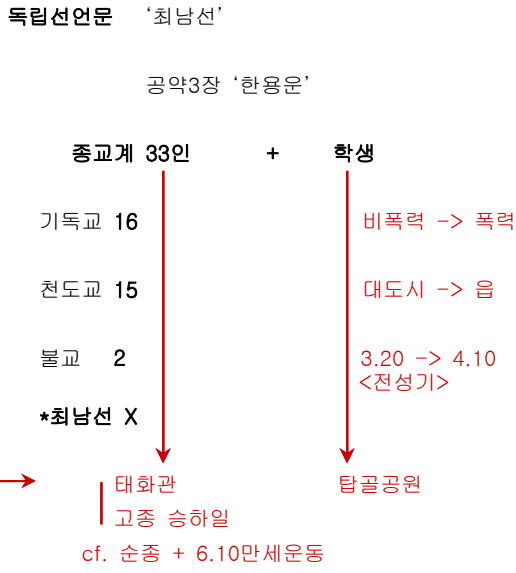 독립선언문 ‘최남선’
공약3장 ‘한용운’
종교계 33인 + 학생
기독교 16 비폭력 -> 폭력
천도교 15 대도시 -> 읍
불교 2 3.20 -> 4.10
<전성기>
*최남선 X
태화관 탑골공원
고종 승하일
cf. 순종 + 6.10만세운동